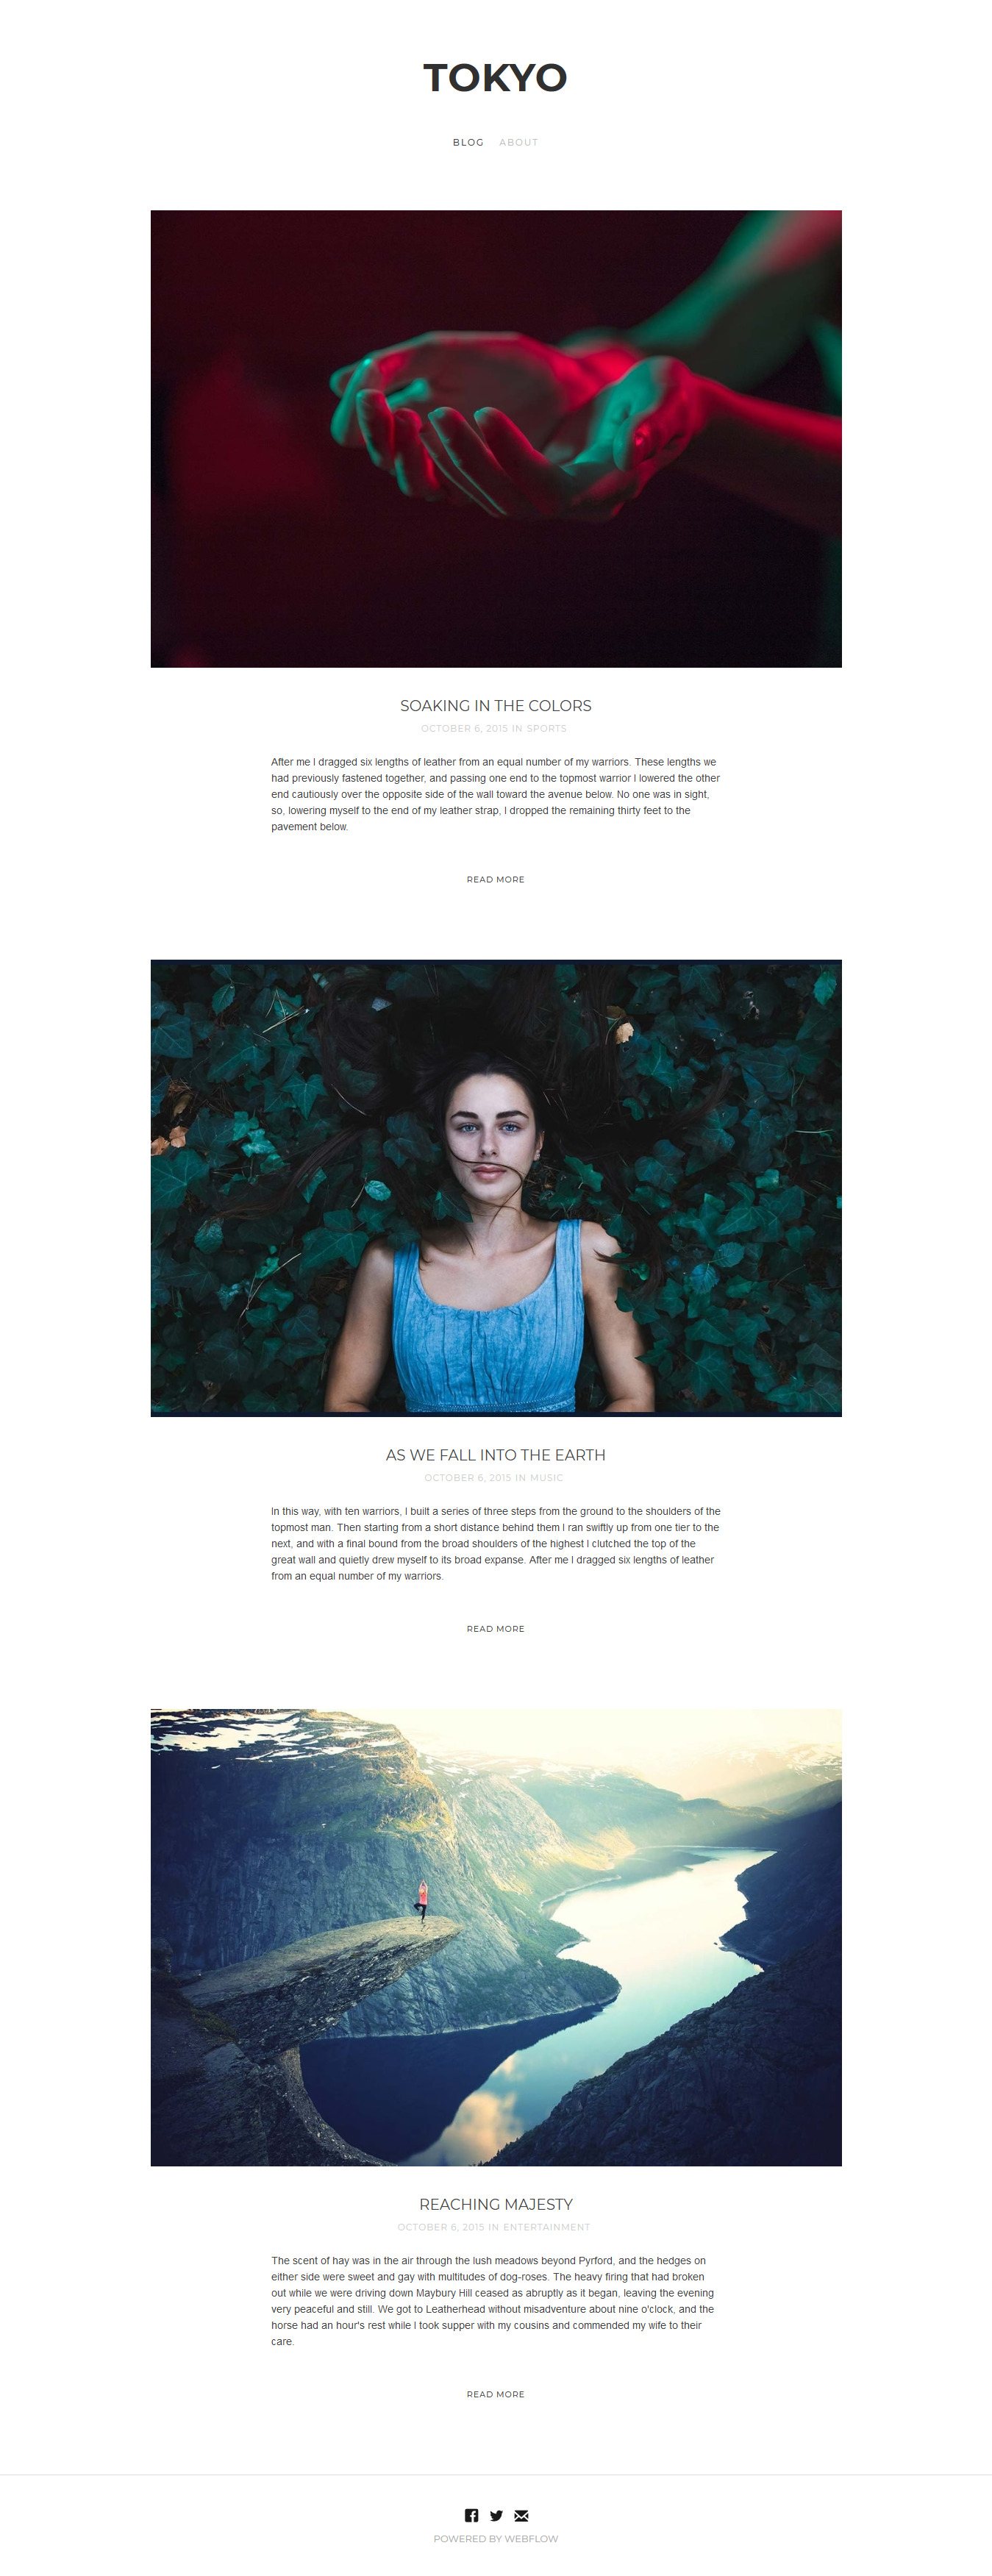 TOKYO
BLOG ABOUT
SOAKING IN THE COLORS
OCTOBER 6, 2015 IN SPORTS
After me I dragged six lengths of leather from an equal number of my warriors. These lengths we
had previously fastened together, and passing one end to the topmost warrior I lowered the other
end cautiously over the opposite side of the wall toward the avenue below. No one was in sight,
so, lowering myself to the end of my leather strap, I dropped the remaining thirty feet to the
pavement below.
READ MORE
AS WE FALL INTO THE EARTH
OCTOBER 6, 2015 IN MUSIC
In this way, with ten warriors, I built a series of three steps from the ground to the shoulders of the
topmost man. Then starting from a short distance behind them I ran swiftly up from one tier to the
next, and with a final bound from the broad shoulders of the highest I clutched the top of the
great wall and quietly drew myself to its broad expanse. After me I dragged six lengths of leather
from an equal number of my warriors.
READ MORE
REACHING MAJESTY
OCTOBER 6, 2015 IN ENTERTAINMENT
The scent of hay was in the air through the lush meadows beyond Pyrford, and the hedges on
either side were sweet and gay with multitudes of dog-roses. The heavy firing that had broken
out while we were driving down Maybury Hill ceased as abruptly as it began, leaving the evening
very peaceful and still. We got to Leatherhead without misadventure about nine o'clock, and the
horse had an hour's rest while I took supper with my cousins and commended my wife to their
care.
READ MORE
POWERED BY WEBFLOW